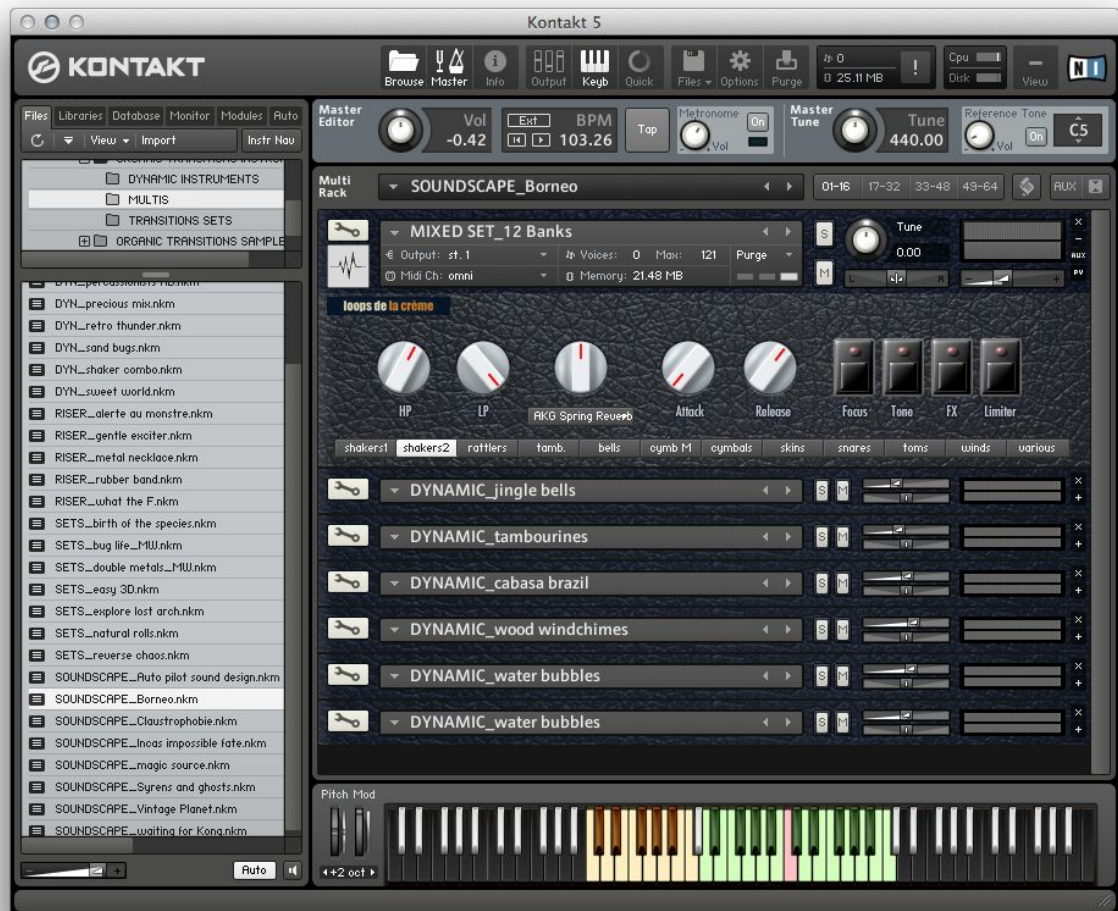 Kontakt 5
KONTAKT
Browse Master Info Output Keyb Quick Files Options Purge
0
25.11 MB
!
Cpu
Disk
View
NI
Files Libraries Database Monitor Modules Auto
View Import Instr Nav
DYNAMIC INSTRUMENTS
MULTIS
TRANSITIONS SETS
ORGANIC TRANSITIONS SAMPLE
DYN_precious mix.nkm
DYN_retro thunder.nkm
DYN_sand bugs.nkm
DYN_shaker combo.nkm
DYN_sweet world.nkm
RISER_alerte au monstre.nkm
RISER_gentle exciter.nkm
RISER_metal necklace.nkm
RISER_rubber band.nkm
RISER_what the F.nkm
SETS_birth of the species.nkm
SETS_bug life_MW.nkm
SETS_double metals_MW.nkm
SETS_easy 3D.nkm
SETS_explore lost arch.nkm
SETS_natural rolls.nkm
SETS_reverse chaos.nkm
SOUNDSCAPE_Auto pilot sound design.nkm
SOUNDSCAPE_Borneo.nkm
SOUNDSCAPE_Claustrophobie.nkm
SOUNDSCAPE_Incas impossible fate.nkm
SOUNDSCAPE_magic source.nkm
SOUNDSCAPE_Syrens and ghosts.nkm
SOUNDSCAPE_Vintage Planet.nkm
SOUNDSCAPE_waiting for Kong.nkm
- + Auto
Master Editor
Vol
-0.42
Ext BPM
103.26
Tap
Metronome
On
Vol
Master Tune
Tune
440.00
Reference Tone
On
Vol
C5
Multi Rack
SOUNDSCAPE_Borneo
01-16 17-32 33-48 49-64 AUX
MIXED SET_12 Banks
Output: st. 1 Voices: 0 Max: 121 Purge
Midi Ch: omni Memory: 21.48 MB
S
M
Tune
0.00
L R
- +
×
-
AUX
PV
loops de la crème
HP LP AKG Spring Reverb Attack Release Focus Tone FX Limiter
shakers1 shakers2 rattlers tamb. bells cymb M cymbals skins snares toms winds various
DYNAMIC_jingle bells S M × +
DYNAMIC_tambourines S M × +
DYNAMIC_cabasa brazil S M × +
DYNAMIC_wood windchimes S M × +
DYNAMIC_water bubbles S M × +
DYNAMIC_water bubbles S M × +
Pitch Mod
+2 oct